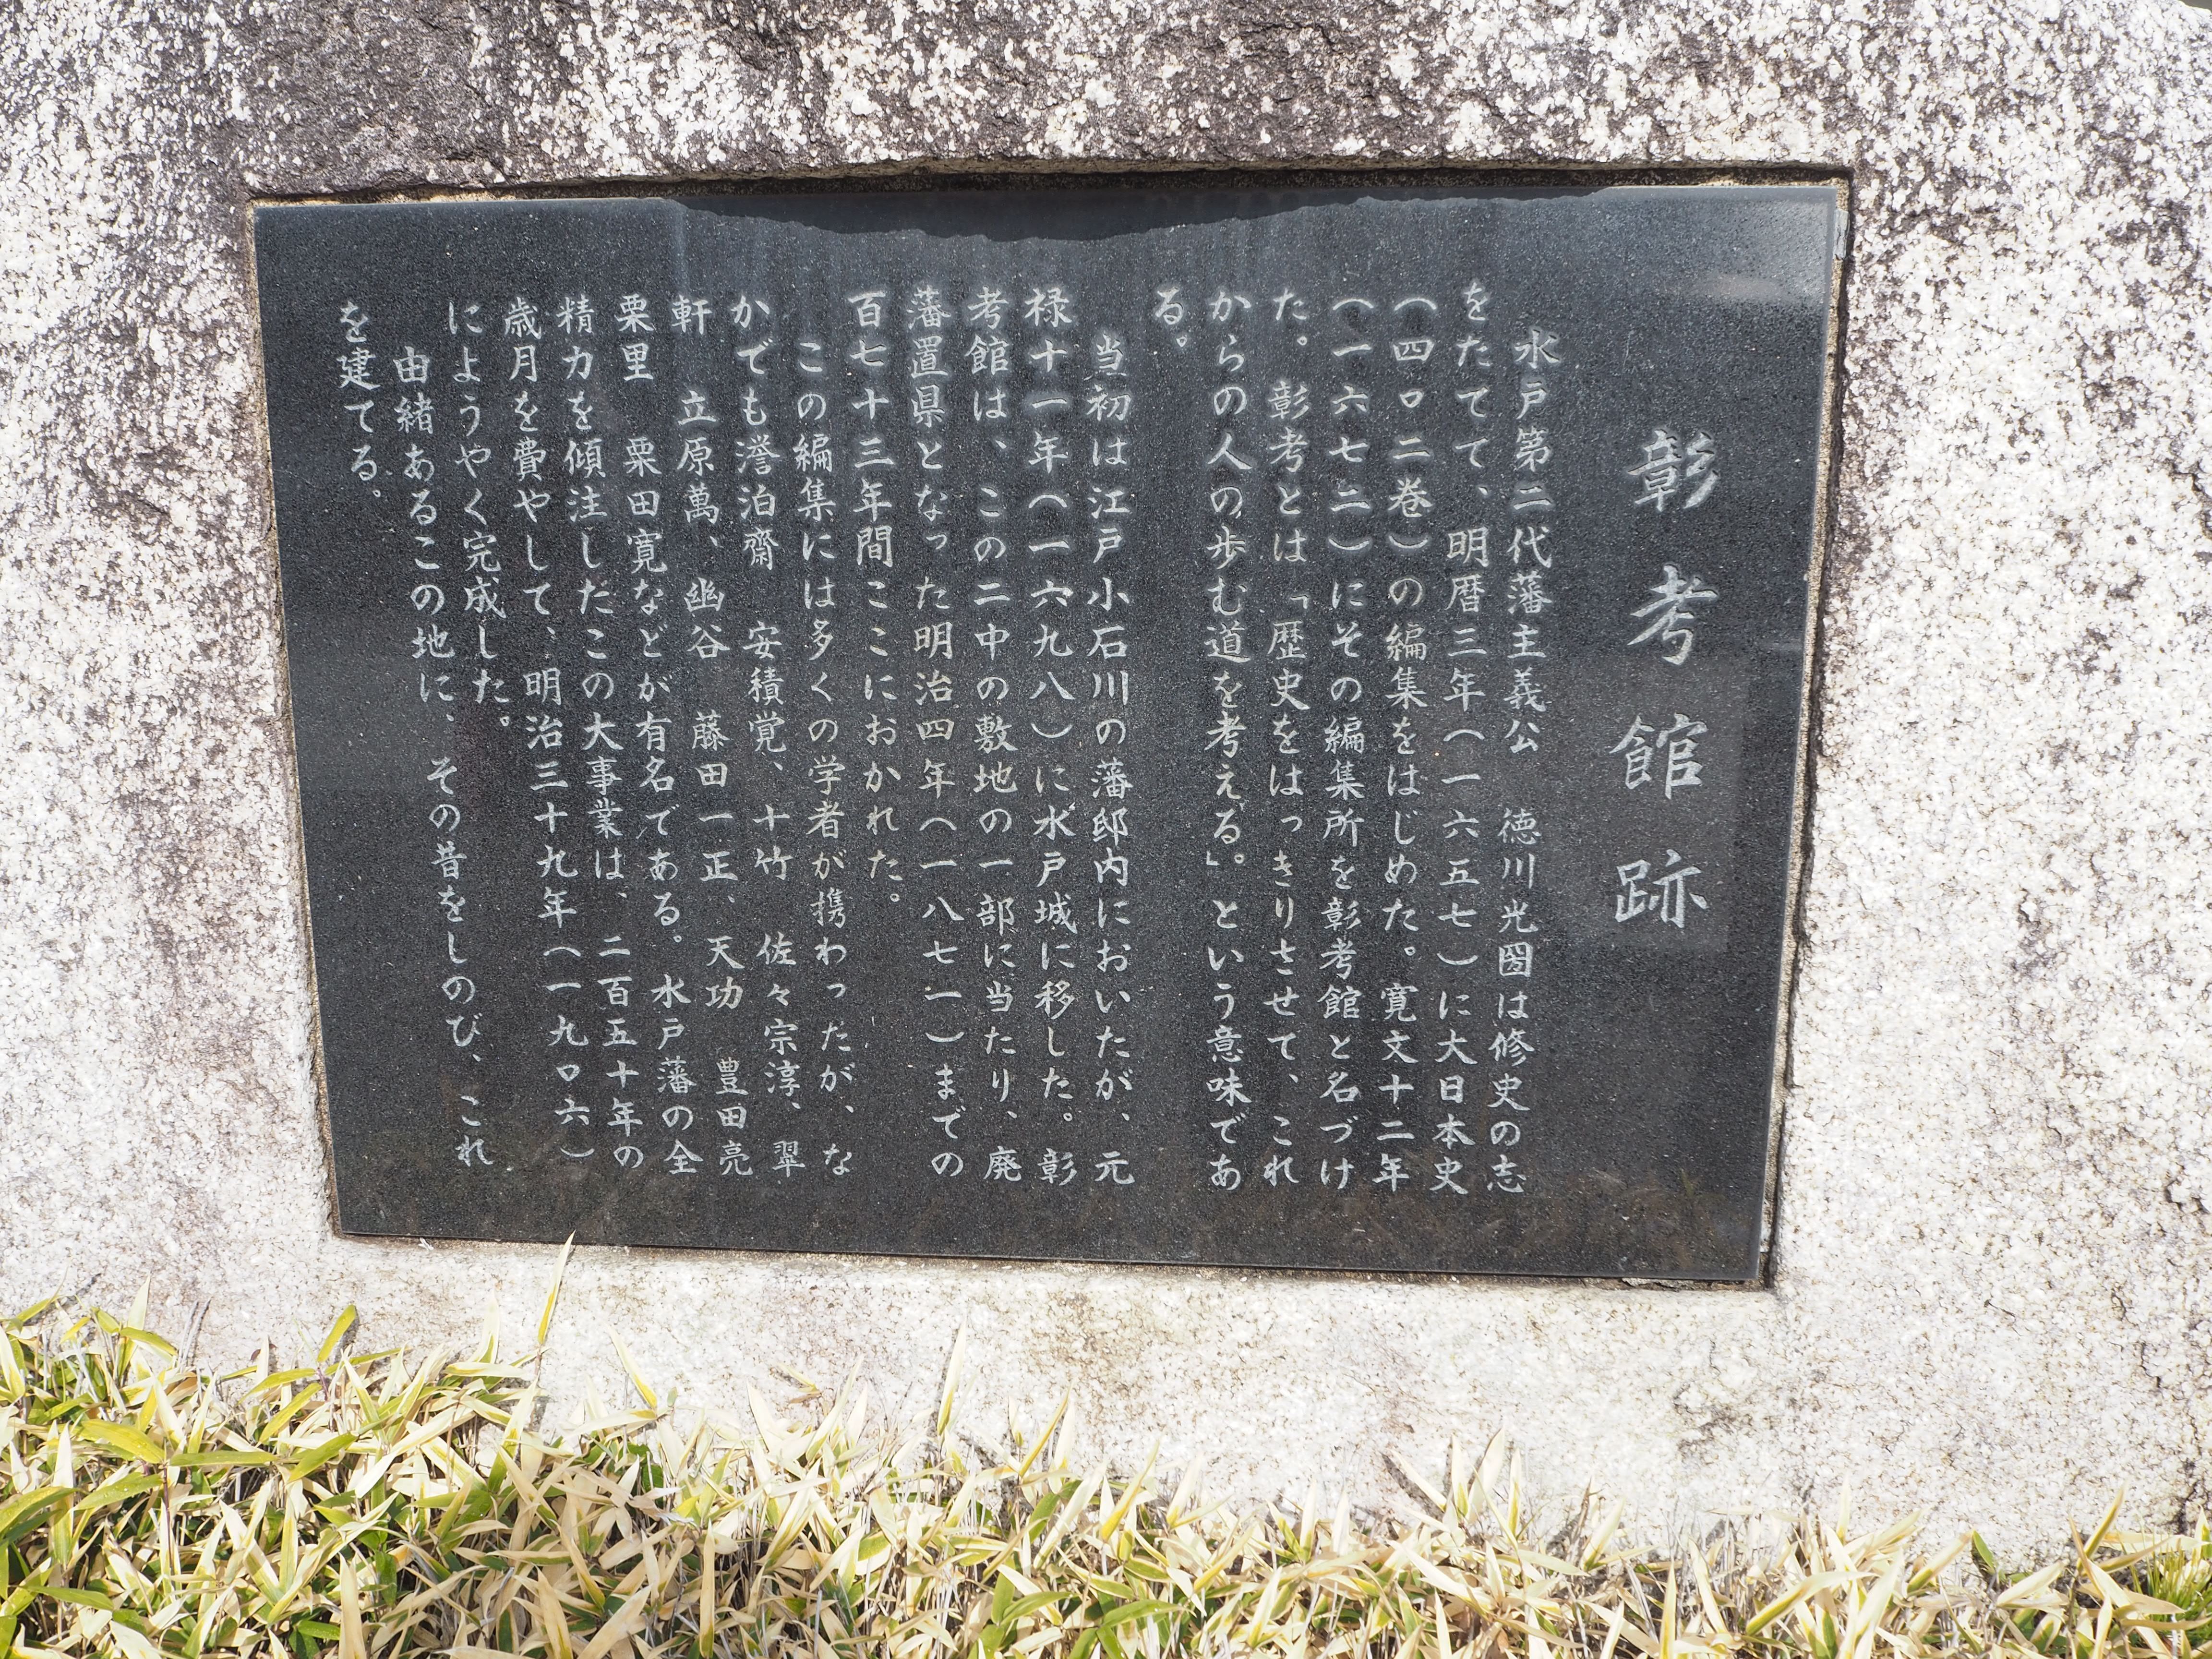 彰考館跡
水戸第二代藩主義公　徳川光圀は修史の志
をたてて、明暦三年（一六五七）に大日本史
（四〇二巻）の編集をはじめた。寛文十二年
（一六七二）にその編集所を彰考館と名づけ
た。彰考とは「歴史をはっきりさせて、これ
からの人の歩む道を考える」。という意味であ
る。
当初は江戸小石川の藩邸内においたが、元
禄十一年（一六九八）に水戸城に移した。彰
考館は、この二中の敷地の一部に当たり、廃
藩置県となった明治四年（一八七一）までの
百七十三年間ここにおかれた。
この編集には多くの学者が携わったが、な
かでも澹泊齋　安積覚、十竹　佐々宗淳、翠
軒　立原萬、幽谷　藤田一正、天功　豊田亮
栗里　栗田寛などが有名である。水戸藩の全
精力を傾注したこの大事業は、二百五十年の
歳月を費やして、明治三十九年（一九〇六）
にようやく完成した。
由緒あるこの地に、その昔をしのび、これ
を建てる。